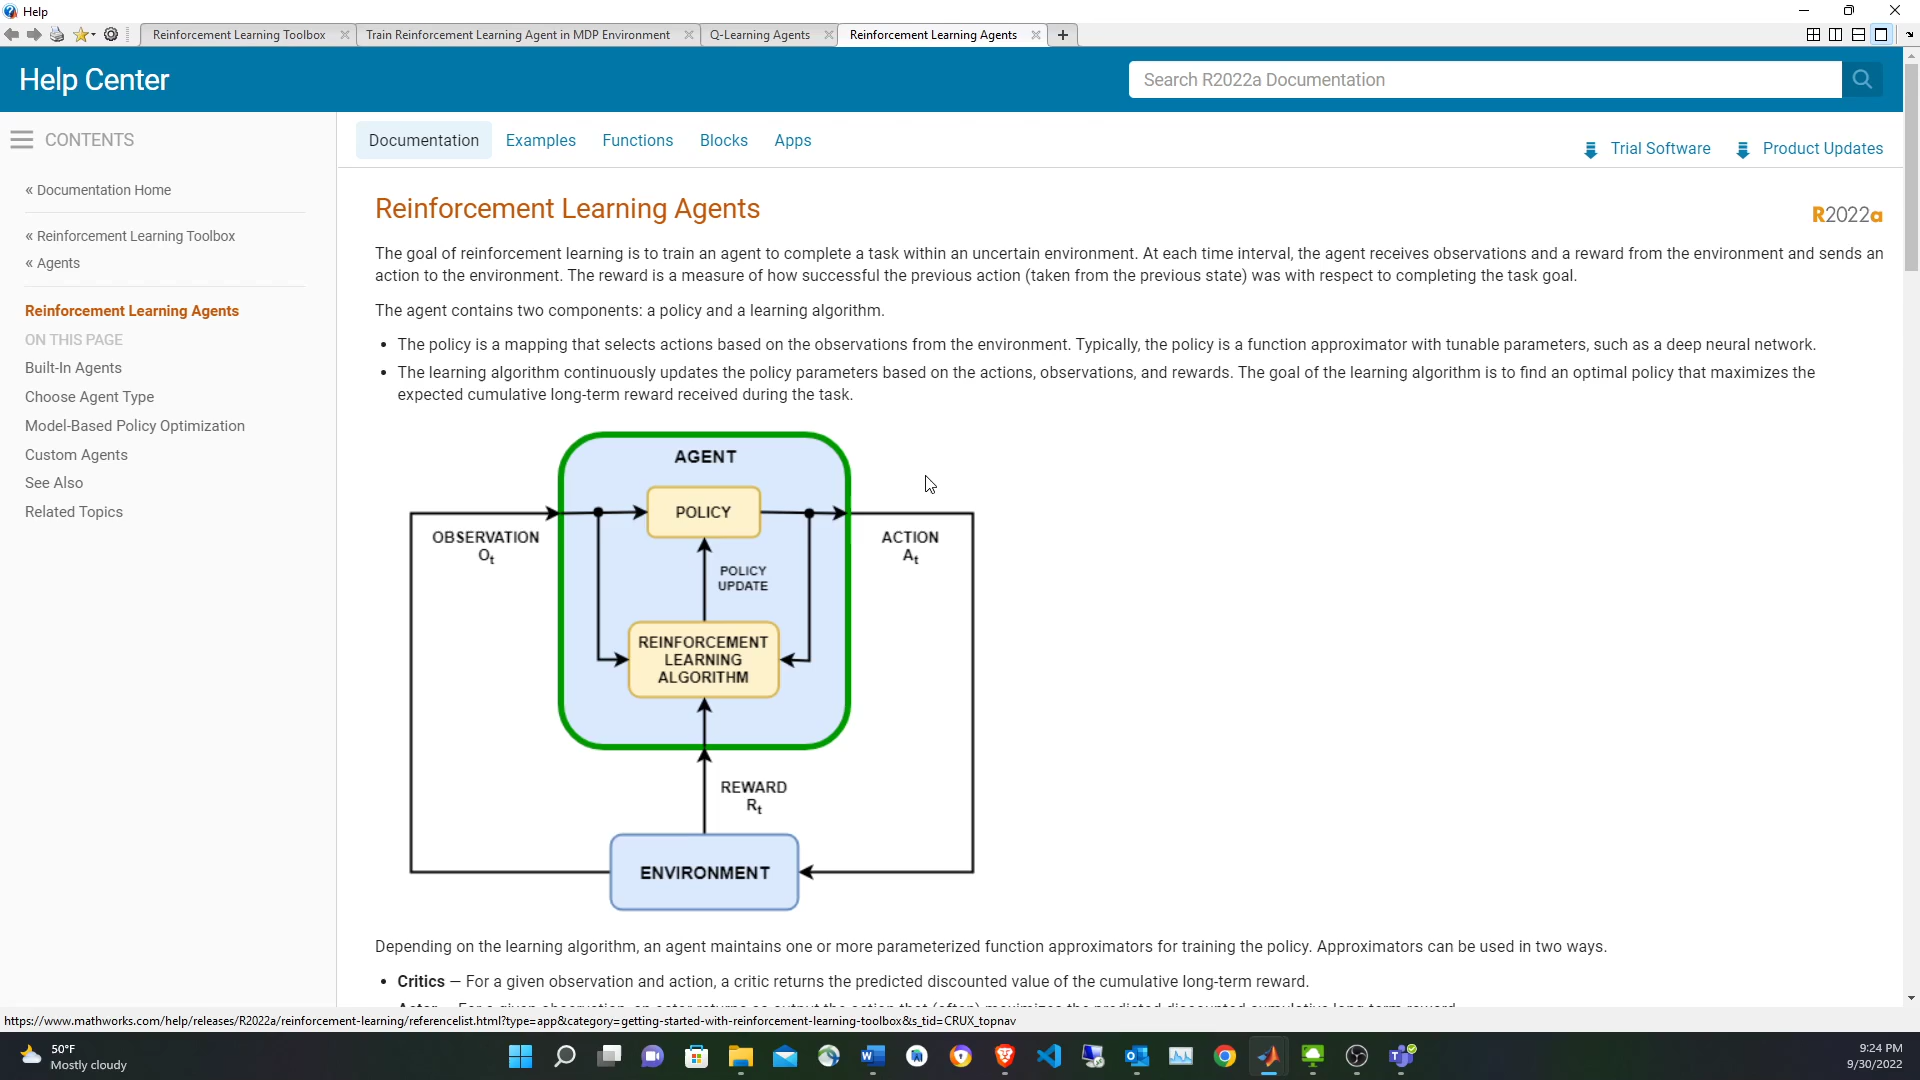 Help
Reinforcement Learning Toolbox
Train Reinforcement Learning Agent in MDP Environment
Q-Learning Agents
Reinforcement Learning Agents
Help Center
Search R2022a Documentation
CONTENTS
Documentation
Examples
Functions
Blocks
Apps
Trial Software
Product Updates
« Documentation Home
« Reinforcement Learning Toolbox
« Agents
Reinforcement Learning Agents
ON THIS PAGE
Built-In Agents
Choose Agent Type
Model-Based Policy Optimization
Custom Agents
See Also
Related Topics
Reinforcement Learning Agents
R2022a
The goal of reinforcement learning is to train an agent to complete a task within an uncertain environment. At each time interval, the agent receives observations and a reward from the environment and sends an
action to the environment. The reward is a measure of how successful the previous action (taken from the previous state) was with respect to completing the task goal.
The agent contains two components: a policy and a learning algorithm.
• The policy is a mapping that selects actions based on the observations from the environment. Typically, the policy is a function approximator with tunable parameters, such as a deep neural network.
• The learning algorithm continuously updates the policy parameters based on the actions, observations, and rewards. The goal of the learning algorithm is to find an optimal policy that maximizes the
expected cumulative long-term reward received during the task.
AGENT
POLICY
OBSERVATION
Ot
ACTION
At
POLICY
UPDATE
REINFORCEMENT
LEARNING
ALGORITHM
REWARD
Rt
ENVIRONMENT
Depending on the learning algorithm, an agent maintains one or more parameterized function approximators for training the policy. Approximators can be used in two ways.
• Critics — For a given observation and action, a critic returns the predicted discounted value of the cumulative long-term reward.
https://www.mathworks.com/help/releases/R2022a/reinforcement-learning/referencelist.html?type=app&category=getting-started-with-reinforcement-learning-toolbox&s_tid=CRUX_topnav
50°F
Mostly cloudy
9:24 PM
9/30/2022